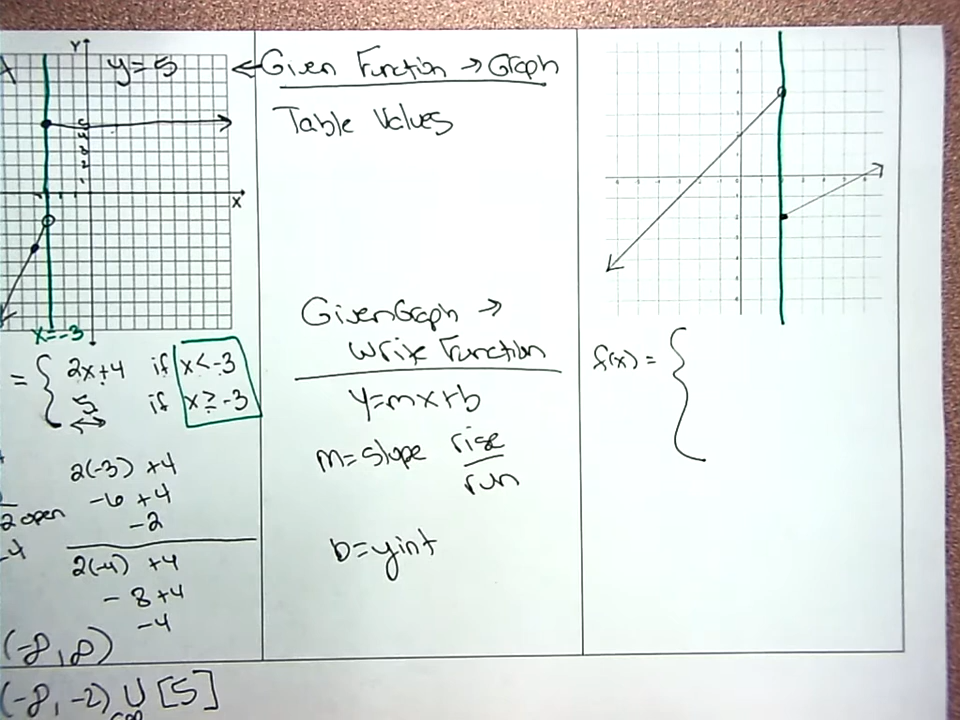 Y
y=5
X
x=-3
= { 2x+4 if x<-3
5 if x≥-3
2(-3) +4
-6 +4
-2
2 open
-4
2(-4) +4
-8+4
-4
(-∞,∞)
(-∞,-2) U [5]
←Given Function → Graph
Table Values
Given Graph →
Write Function
y=mx+b
m=slope rise
run
b=yint
f(x) = {